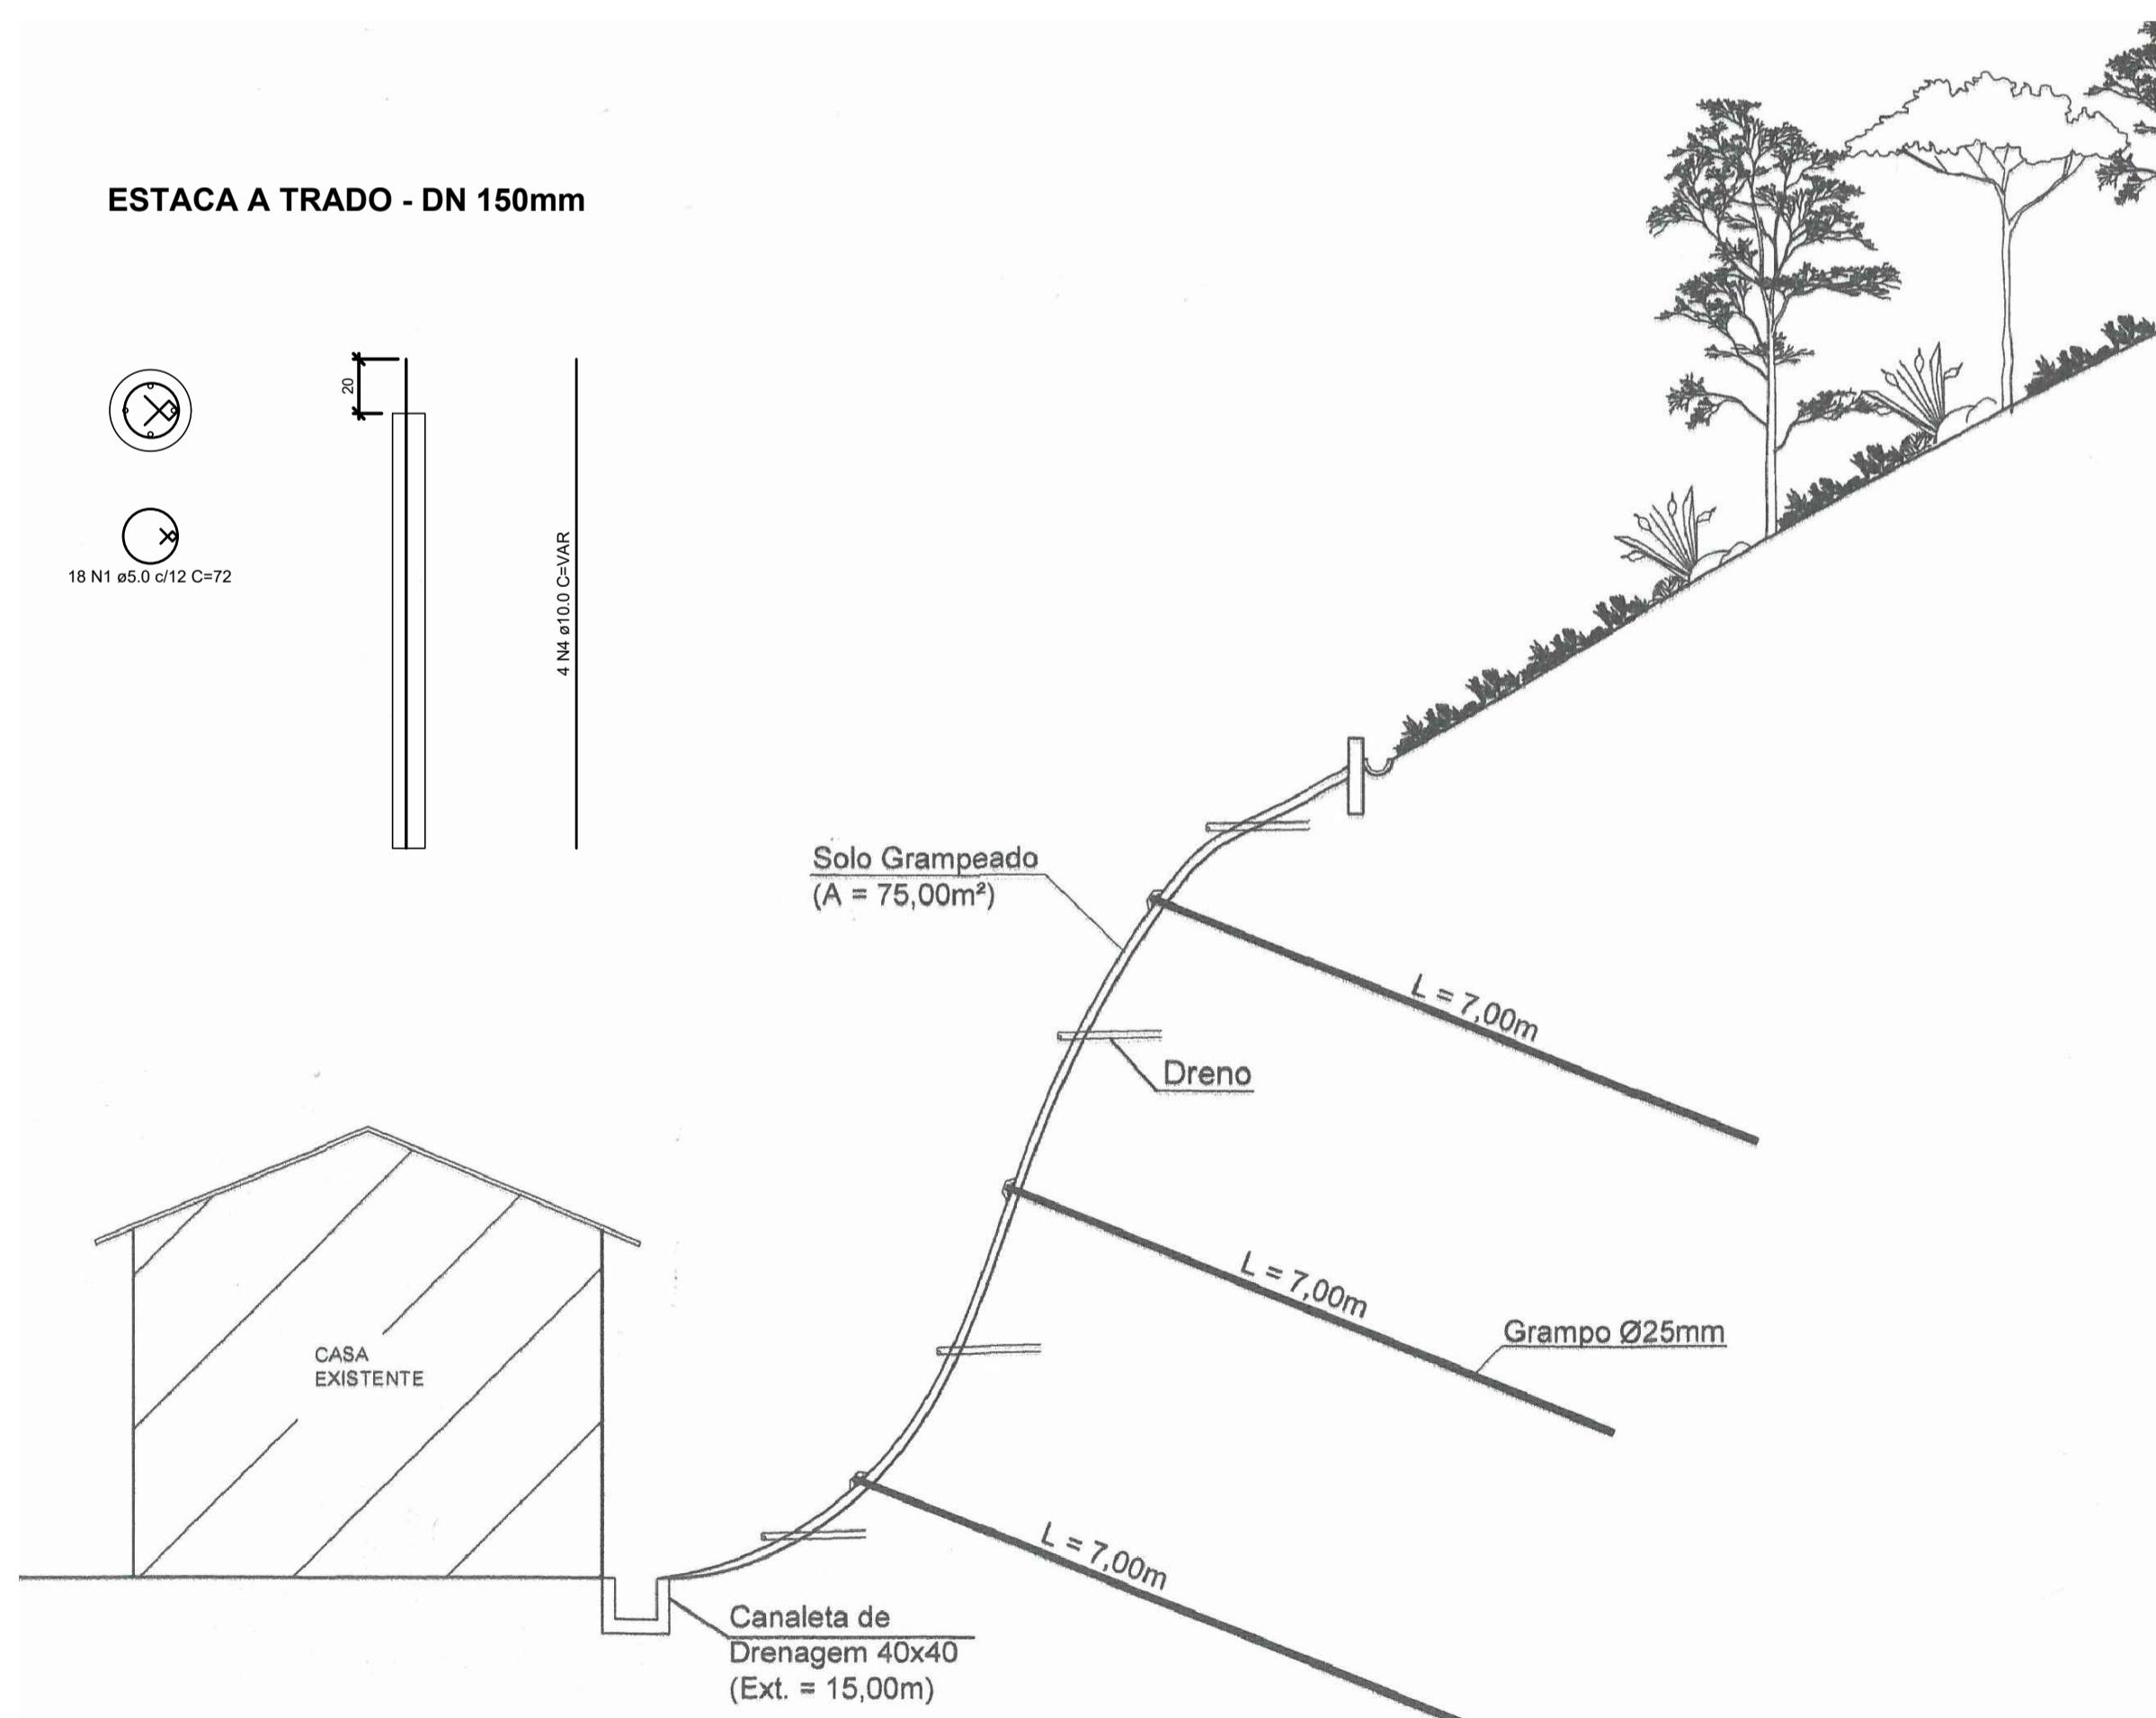 ESTACA A TRADO - DN 150mm
20
18 N1 ø5.0 c/12 C=72
4 N4 ø10.0 C=VAR
Solo Grampeado
(A = 75,00m²)
L = 7,00m
Dreno
L = 7,00m
Grampo Ø25mm
CASA
EXISTENTE
L = 7,00m
Canaleta de
Drenagem 40x40
(Ext. = 15,00m)